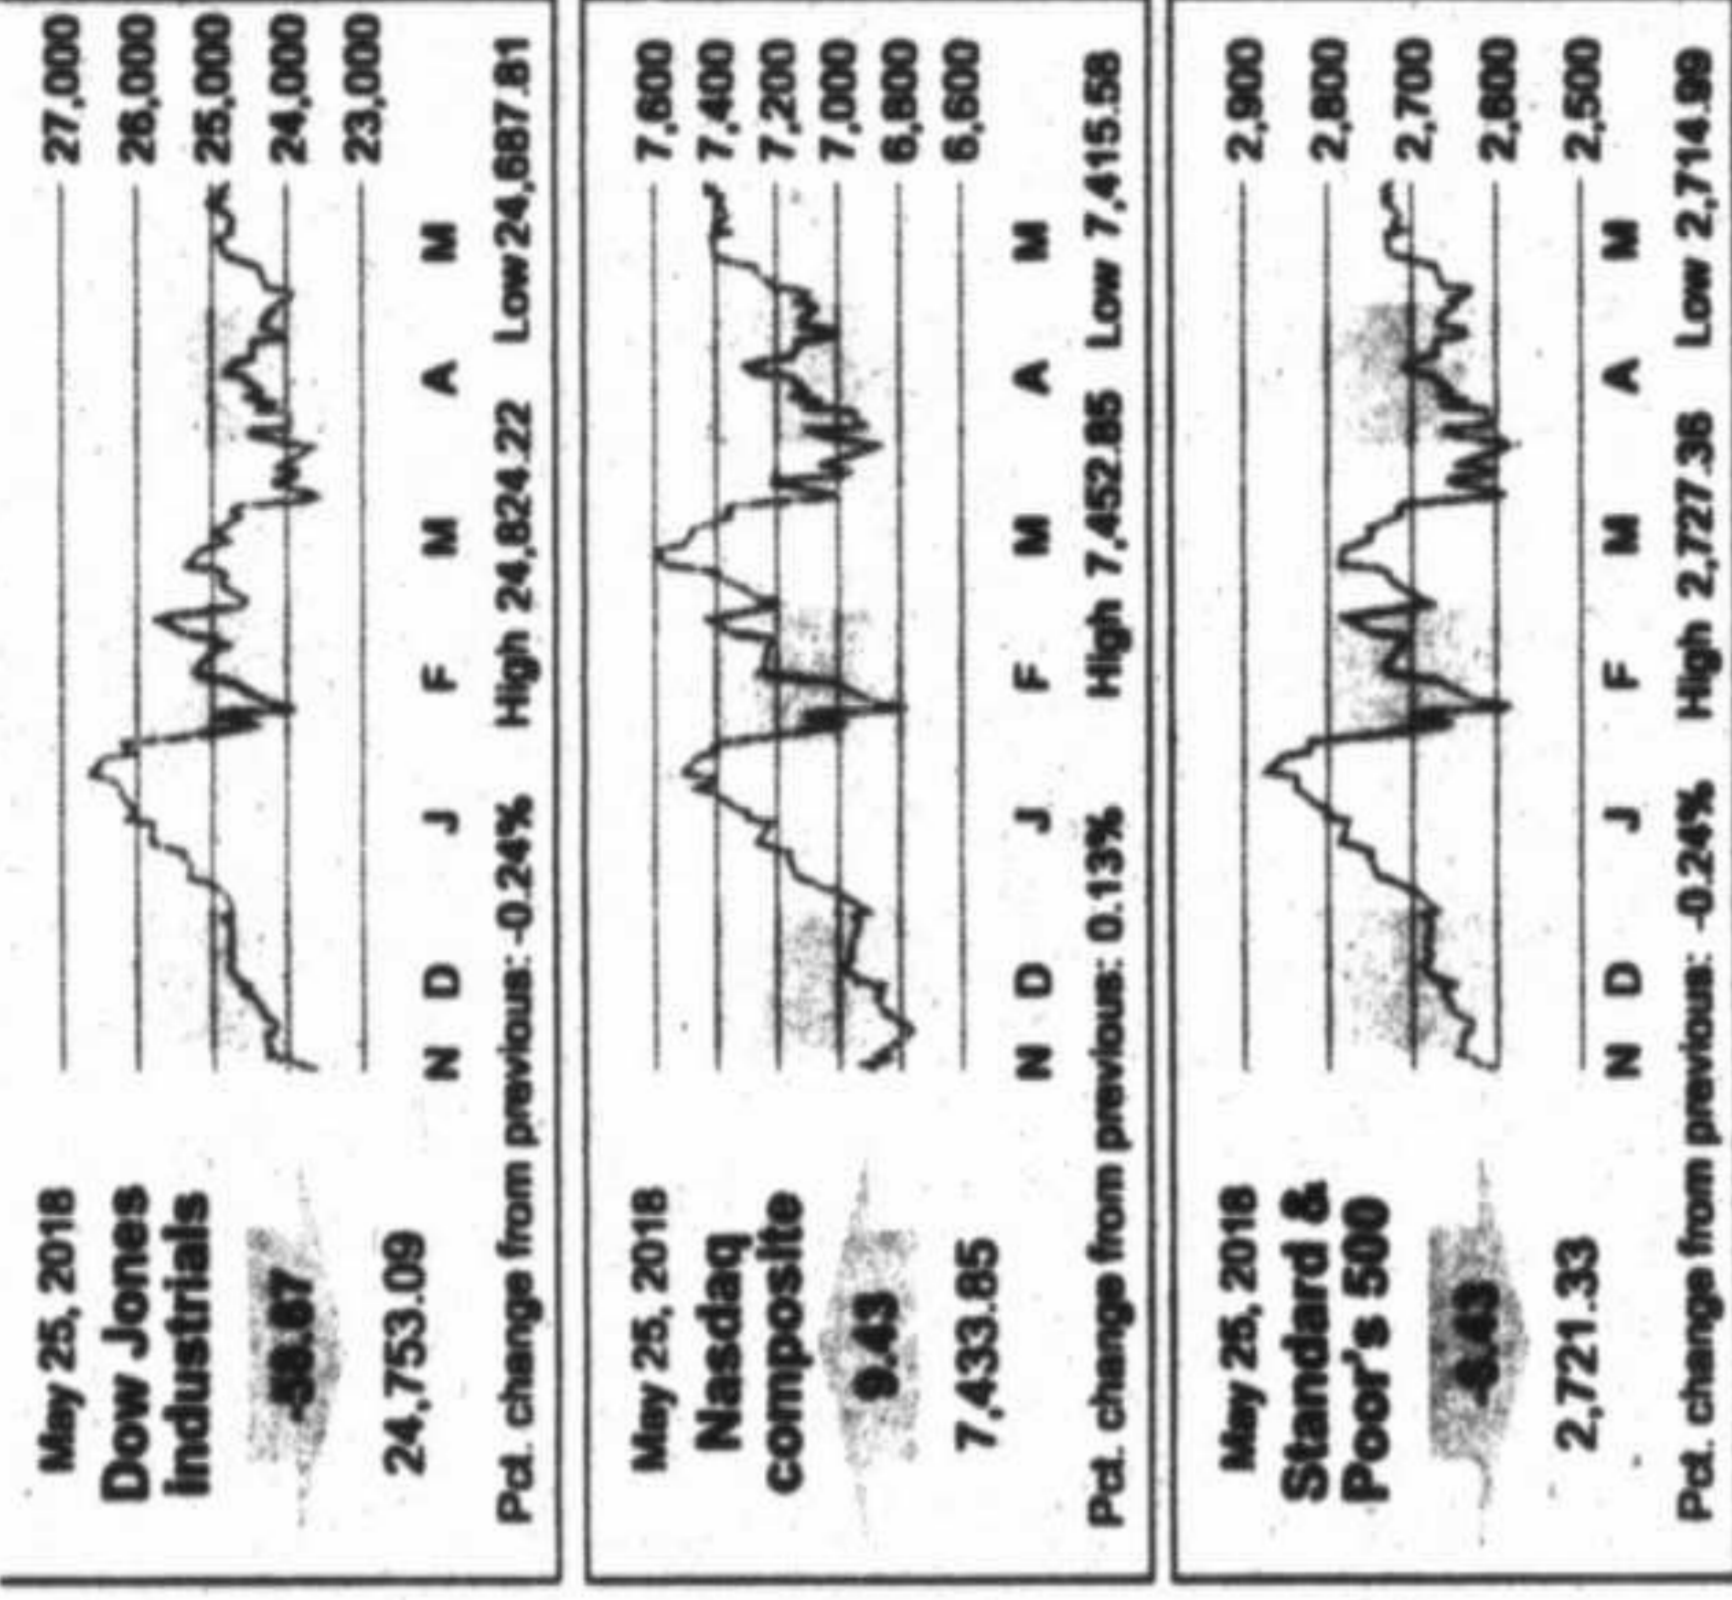 May 25, 2018
Dow Jones
industrials
-58.67
24,753.09
27,000
26,000
25,000
24,000
23,000
N D J F M A M
Pct. change from previous: -0.24% High 24,824.22 Low 24,687.81
May 25, 2018
Nasdaq
composite
9.43
7,433.85
7,600
7,400
7,200
7,000
6,800
6,600
N D J F M A M
Pct. change from previous: 0.13% High 7,452.85 Low 7,415.58
May 25, 2018
Standard &
Poor's 500
2,721.33
2,900
2,800
2,700
2,600
2,500
N D J F M A M
Pct. change from previous: -0.24% High 2,727.36 Low 2,714.99